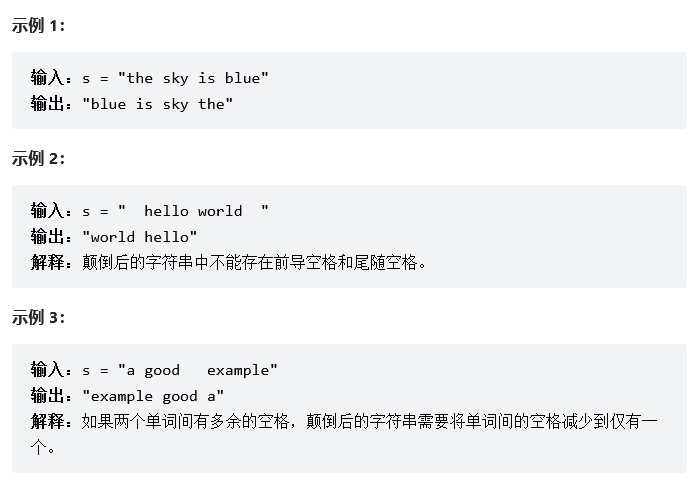 示例 1:
输入：s = "the sky is blue"
输出："blue is sky the"
示例 2:
输入：s = "  hello world  "
输出："world hello"
解释：颠倒后的字符串中不能存在前导空格和尾随空格。
示例 3:
输入：s = "a good   example"
输出："example good a"
解释：如果两个单词间有多余的空格，颠倒后的字符串需要将单词间的空格减少到仅有一
个。